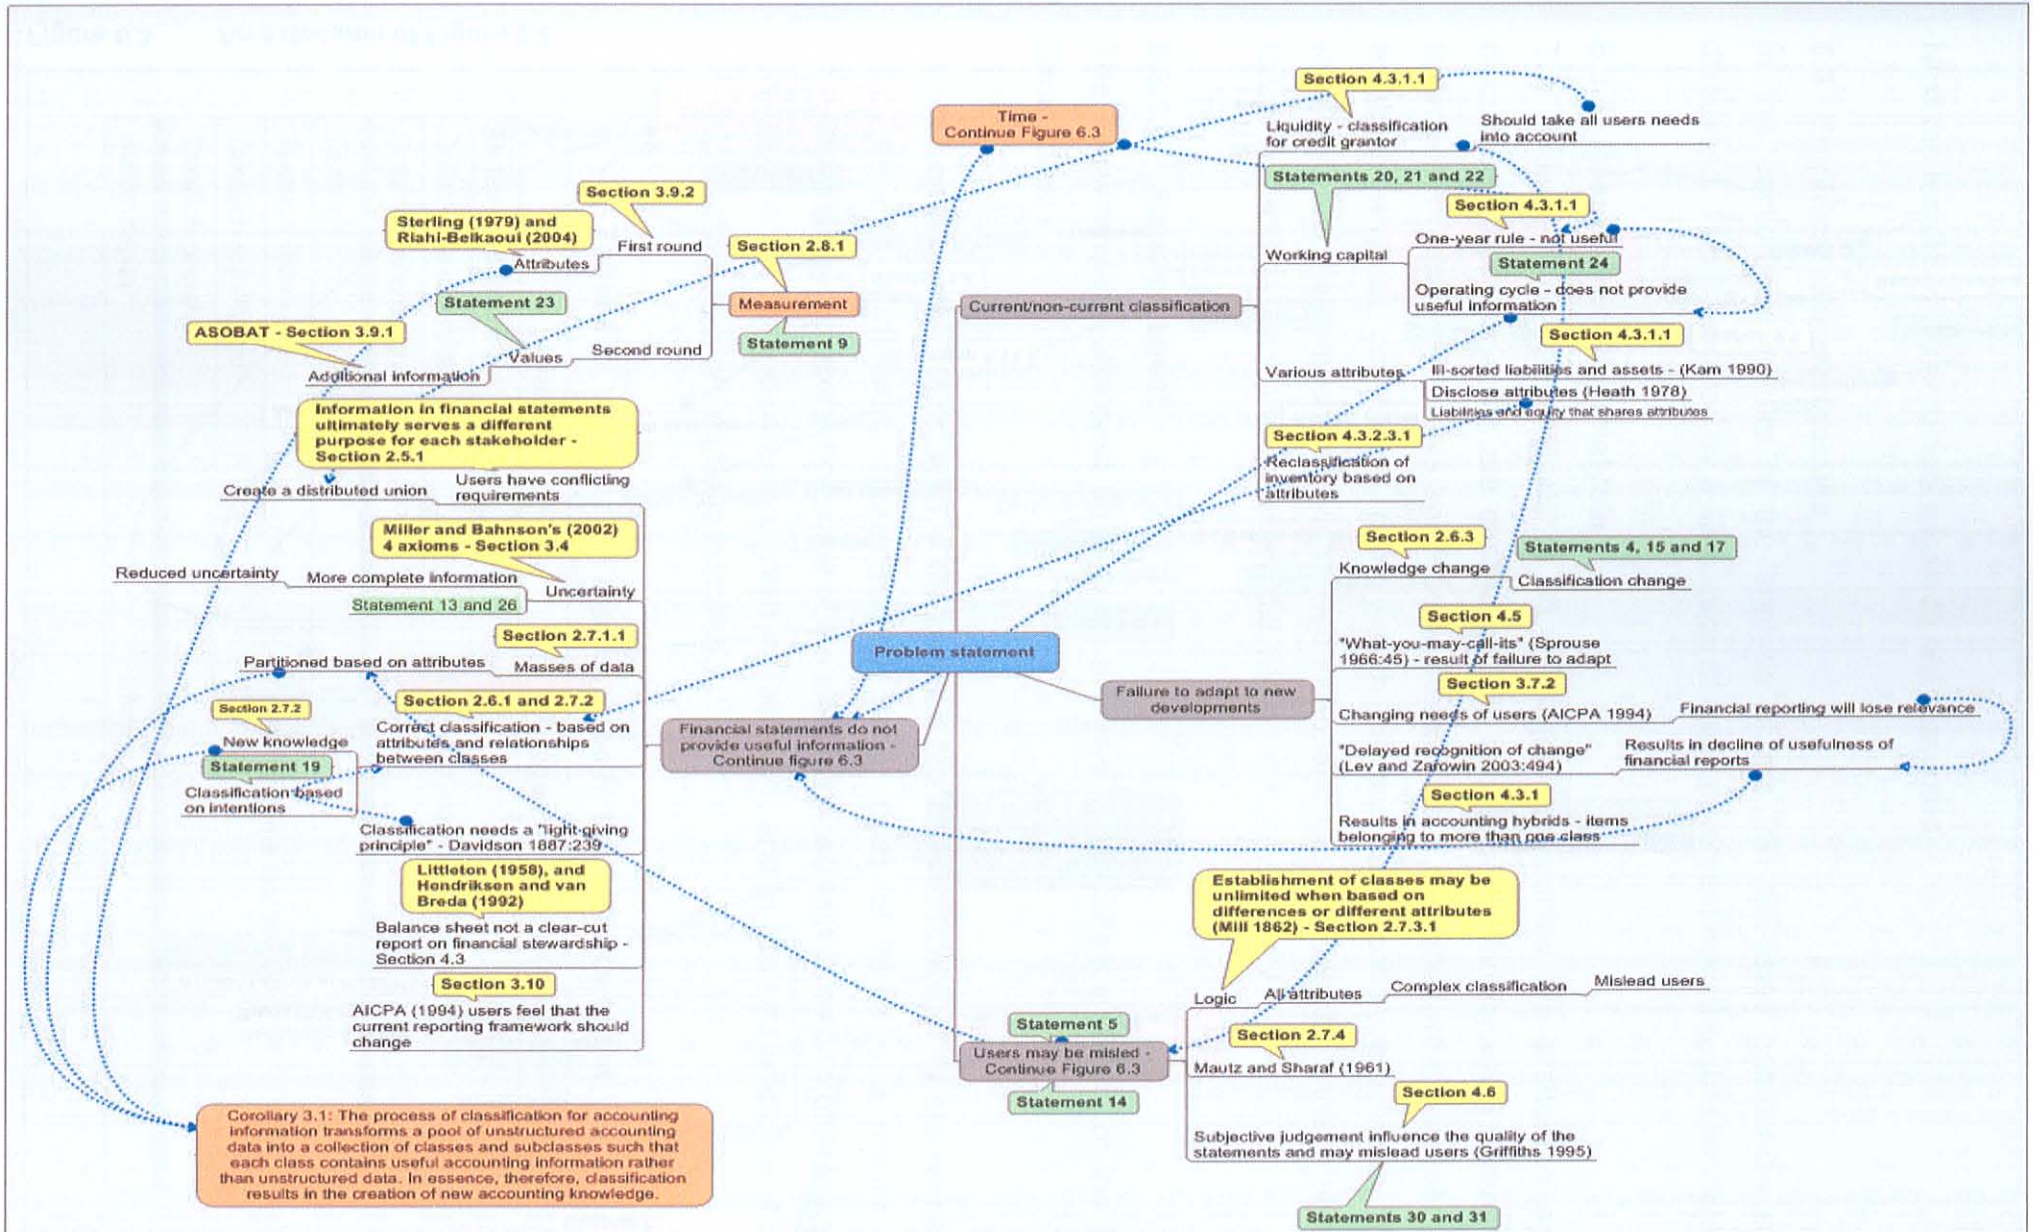 Time -
Continue Figure 6.3
Section 4.3.1.1
Liquidity - classification
for credit grantor
Should take all users needs
into account
Statements 20, 21 and 22
Section 4.3.1.1
One-year rule - not useful
Working capital
Statement 24
Operating cycle - does not provide
useful information
Section 4.3.1.1
Current/non-current classification
Various attributes
Ill-sorted liabilities and assets - (Kam 1990)
Disclose attributes (Heath 1978)
Liabilities and equity that shares attributes
Section 4.3.2.3.1
Reclassification of
inventory based on
attributes
Section 3.9.2
Sterling (1979) and
Riahi-Belkaoui (2004)
First round
Attributes
Section 2.8.1
Measurement
Statement 9
Statement 23
Values
Second round
ASOBAT - Section 3.9.1
Additional information
Information in financial statements
ultimately serves a different
purpose for each stakeholder -
Section 2.5.1
Create a distributed union
Users have conflicting
requirements
Miller and Bahnson's (2002)
4 axioms - Section 3.4
Reduced uncertainty
More complete information
Uncertainty
Statement 13 and 26
Section 2.7.1.1
Partitioned based on attributes
Masses of data
Section 2.6.1 and 2.7.2
Section 2.7.2
New knowledge
Correct classification - based on
attributes and relationships
between classes
Statement 19
Classification based
on intentions
Classification needs a "light-giving
principle" - Davidson 1887:239
Littleton (1958), and
Hendriksen and van
Breda (1992)
Balance sheet not a clear-cut
report on financial stewardship -
Section 4.3
Section 3.10
AICPA (1994) users feel that the
current reporting framework should
change
Problem statement
Financial statements do not
provide useful information -
Continue figure 6.3
Failure to adapt to new
developments
Section 2.6.3
Statements 4, 15 and 17
Knowledge change
Classification change
Section 4.5
"What-you-may-call-its" (Sprouse
1966:45) - result of failure to adapt
Section 3.7.2
Changing needs of users (AICPA 1994)
Financial reporting will lose relevance
"Delayed recognition of change"
(Lev and Zarowin 2003:494)
Results in decline of usefulness of
financial reports
Section 4.3.1
Results in accounting hybrids - items
belonging to more than one class
Establishment of classes may be
unlimited when based on
differences or different attributes
(Mill 1862) - Section 2.7.3.1
Logic
All attributes
Complex classification
Mislead users
Statement 5
Users may be misled -
Continue Figure 6.3
Statement 14
Section 2.7.4
Mautz and Sharaf (1961)
Section 4.6
Subjective judgement influence the quality of the
statements and may mislead users (Griffiths 1995)
Statements 30 and 31
Corollary 3.1: The process of classification for accounting
information transforms a pool of unstructured accounting
data into a collection of classes and subclasses such that
each class contains useful accounting information rather
than unstructured data. In essence, therefore, classification
results in the creation of new accounting knowledge.